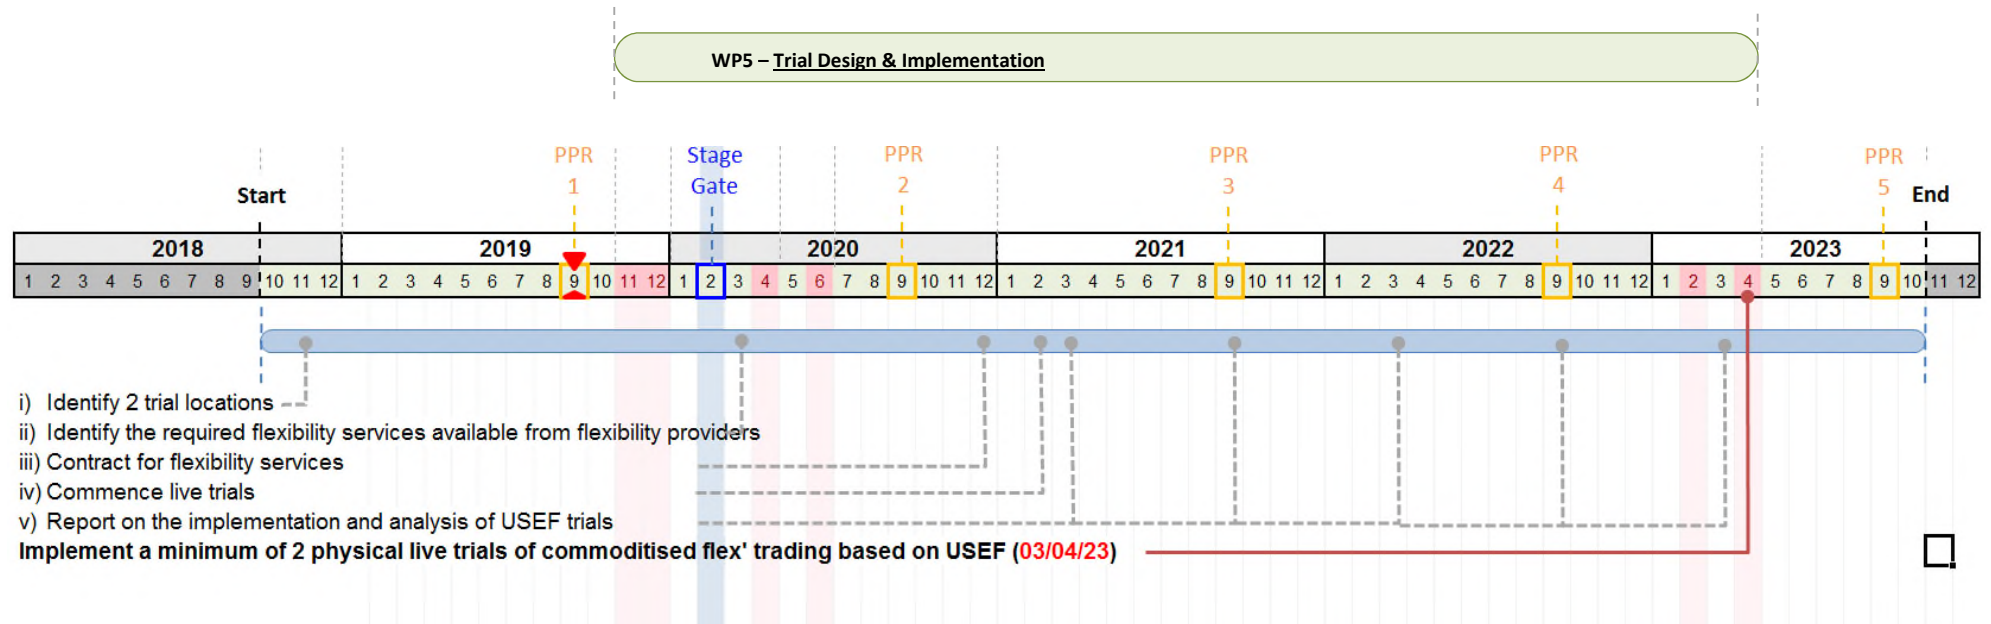 WP5 – Trial Design & Implementation
PPR 1
Stage Gate
PPR 2
PPR 3
PPR 4
PPR 5
Start
End
2018 2019 2020 2021 2022 2023
1 2 3 4 5 6 7 8 9 10 11 12 1 2 3 4 5 6 7 8 9 10 11 12 1 2 3 4 5 6 7 8 9 10 11 12 1 2 3 4 5 6 7 8 9 10 11 12 1 2 3 4 5 6 7 8 9 10 11 12 1 2 3 4 5 6 7 8 9 10 11 12
i) Identify 2 trial locations
ii) Identify the required flexibility services available from flexibility providers
iii) Contract for flexibility services
iv) Commence live trials
v) Report on the implementation and analysis of USEF trials
Implement a minimum of 2 physical live trials of commoditised flex' trading based on USEF (03/04/23)